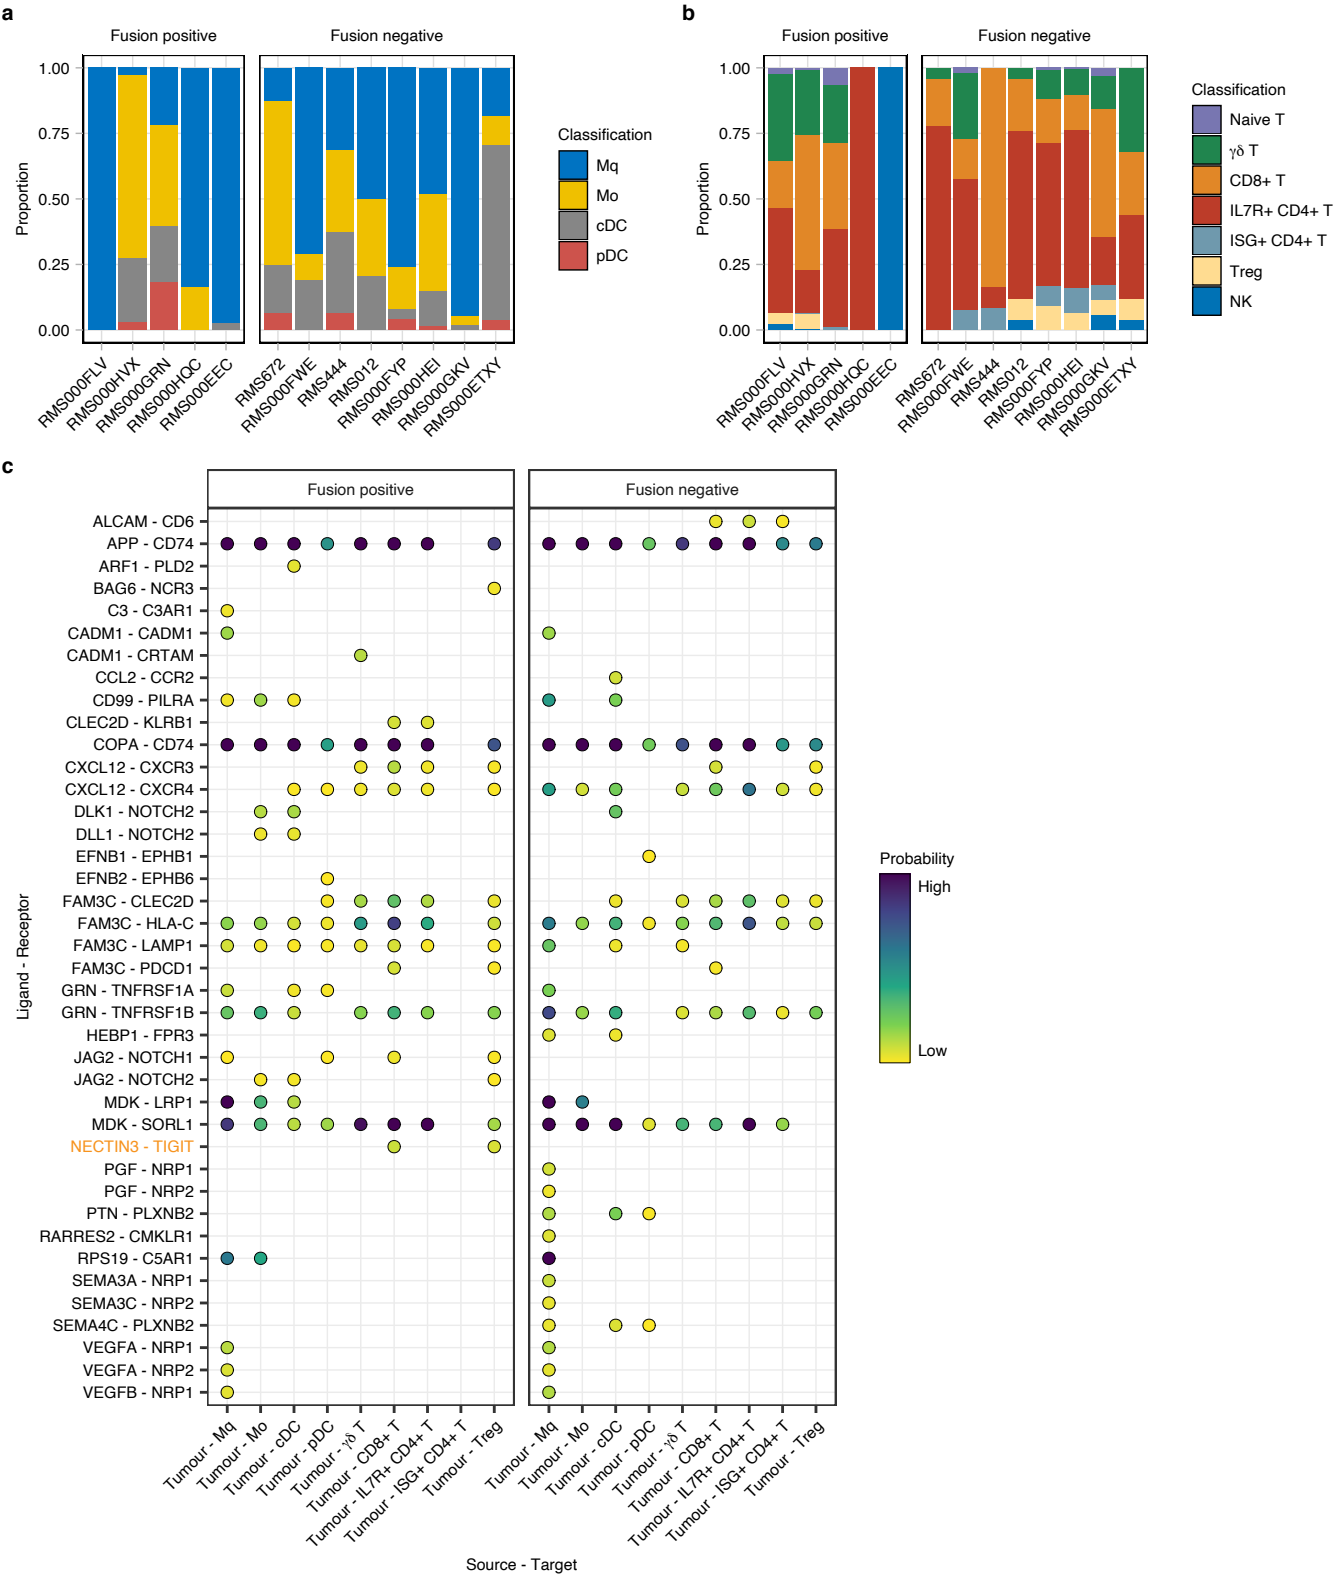 a
Fusion positive
Fusion negative
Proportion
1.00
0.75
0.50
0.25
0.00
RMS000FLV
RMS000HVX
RMS000GRN
RMS000HQC
RMS000EEC
RMS672
RMS000FWE
RMS444
RMS012
RMS000FYP
RMS000HEI
RMS000GKV
RMS000ETXY
Classification
Mq
Mo
cDC
pDC
b
Fusion positive
Fusion negative
Proportion
1.00
0.75
0.50
0.25
0.00
RMS000FLV
RMS000HVX
RMS000GRN
RMS000HQC
RMS000EEC
RMS672
RMS000FWE
RMS444
RMS012
RMS000FYP
RMS000HEI
RMS000GKV
RMS000ETXY
Classification
Naive T
γδ T
CD8+ T
IL7R+ CD4+ T
ISG+ CD4+ T
Treg
NK
c
Fusion positive
Fusion negative
Ligand - Receptor
ALCAM - CD6
APP - CD74
ARF1 - PLD2
BAG6 - NCR3
C3 - C3AR1
CADM1 - CADM1
CADM1 - CRTAM
CCL2 - CCR2
CD99 - PILRA
CLEC2D - KLRB1
COPA - CD74
CXCL12 - CXCR3
CXCL12 - CXCR4
DLK1 - NOTCH2
DLL1 - NOTCH2
EFNB1 - EPHB1
EFNB2 - EPHB6
FAM3C - CLEC2D
FAM3C - HLA-C
FAM3C - LAMP1
FAM3C - PDCD1
GRN - TNFRSF1A
GRN - TNFRSF1B
HEBP1 - FPR3
JAG2 - NOTCH1
JAG2 - NOTCH2
MDK - LRP1
MDK - SORL1
NECTIN3 - TIGIT
PGF - NRP1
PGF - NRP2
PTN - PLXNB2
RARRES2 - CMKLR1
RPS19 - C5AR1
SEMA3A - NRP1
SEMA3C - NRP2
SEMA4C - PLXNB2
VEGFA - NRP1
VEGFA - NRP2
VEGFB - NRP1
Tumour - Mq
Tumour - Mo
Tumour - cDC
Tumour - pDC
Tumour - γδ T
Tumour - CD8+ T
Tumour - IL7R+ CD4+ T
Tumour - ISG+ CD4+ T
Tumour - Treg
Tumour - Mq
Tumour - Mo
Tumour - cDC
Tumour - pDC
Tumour - γδ T
Tumour - CD8+ T
Tumour - IL7R+ CD4+ T
Tumour - ISG+ CD4+ T
Tumour - Treg
Source - Target
Probability
High
Low